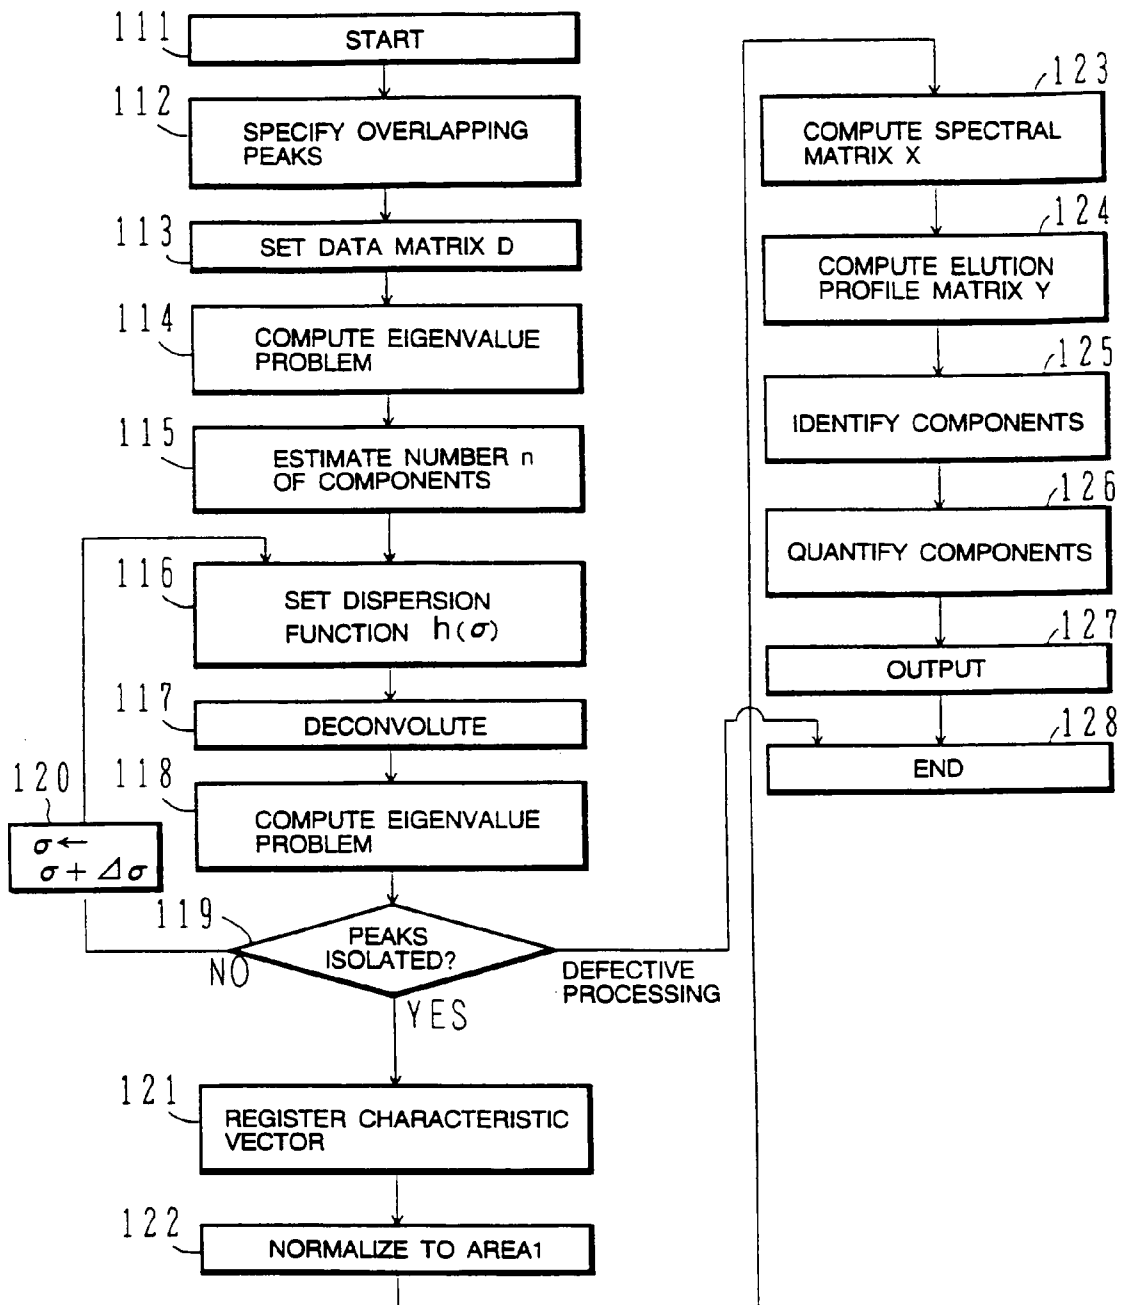 111
START
112
SPECIFY OVERLAPPING
PEAKS
113
SET DATA MATRIX D
114
COMPUTE EIGENVALUE
PROBLEM
115
ESTIMATE NUMBER n
OF COMPONENTS
116
SET DISPERSION
FUNCTION h(σ)
117
DECONVOLUTE
118
COMPUTE EIGENVALUE
PROBLEM
120
σ ←
σ + Δσ
119
PEAKS
ISOLATED?
NO
YES
DEFECTIVE
PROCESSING
121
REGISTER CHARACTERISTIC
VECTOR
122
NORMALIZE TO AREA1
123
COMPUTE SPECTRAL
MATRIX X
124
COMPUTE ELUTION
PROFILE MATRIX Y
125
IDENTIFY COMPONENTS
126
QUANTIFY COMPONENTS
127
OUTPUT
128
END